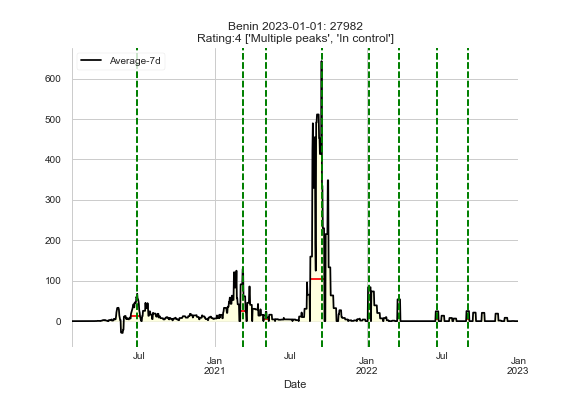 Benin 2023-01-01: 27982
Rating:4 ['Multiple peaks', 'In control']
Average-7d
600
500
400
300
200
100
0
Jul
Jan
2021
Jul
Jan
2022
Jul
Jan
2023
Date